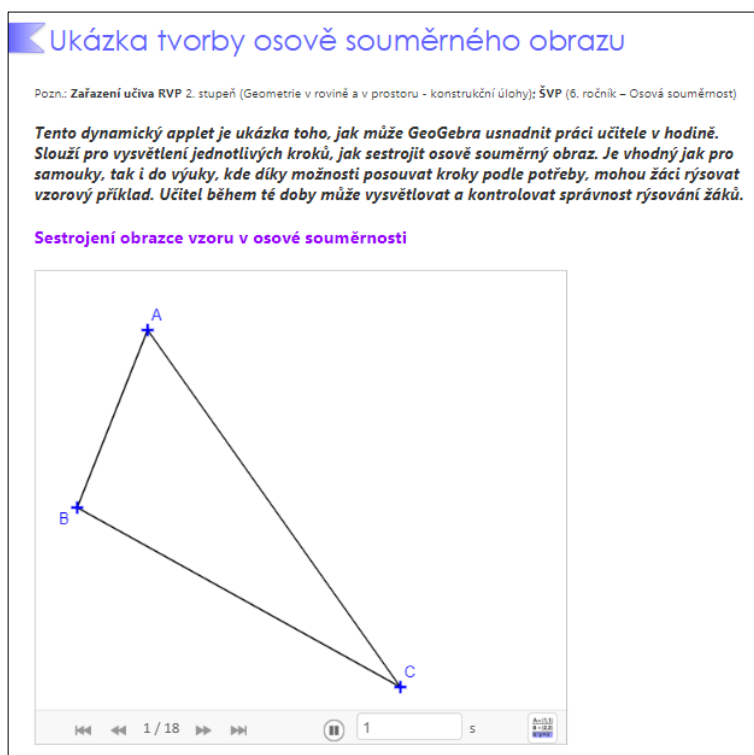 Ukázka tvorby osově souměrného obrazu
Pozn.: Zařazení učiva RVP 2. stupeň (Geometrie v rovině a v prostoru - konstrukční úlohy); ŠVP (6. ročník – Osová souměrnost)
Tento dynamický applet je ukázka toho, jak může GeoGebra usnadnit práci učitele v hodině.
Slouží pro vysvětlení jednotlivých kroků, jak sestrojit osově souměrný obraz. Je vhodný jak pro
samouky, tak i do výuky, kde díky možnosti posouvat kroky podle potřeby, mohou žáci rýsovat
vzorový příklad. Učitel během té doby může vysvětlovat a kontrolovat správnost rýsování žáků.
Sestrojení obrazce vzoru v osové souměrnosti
A
B
C
1 / 18
1
s